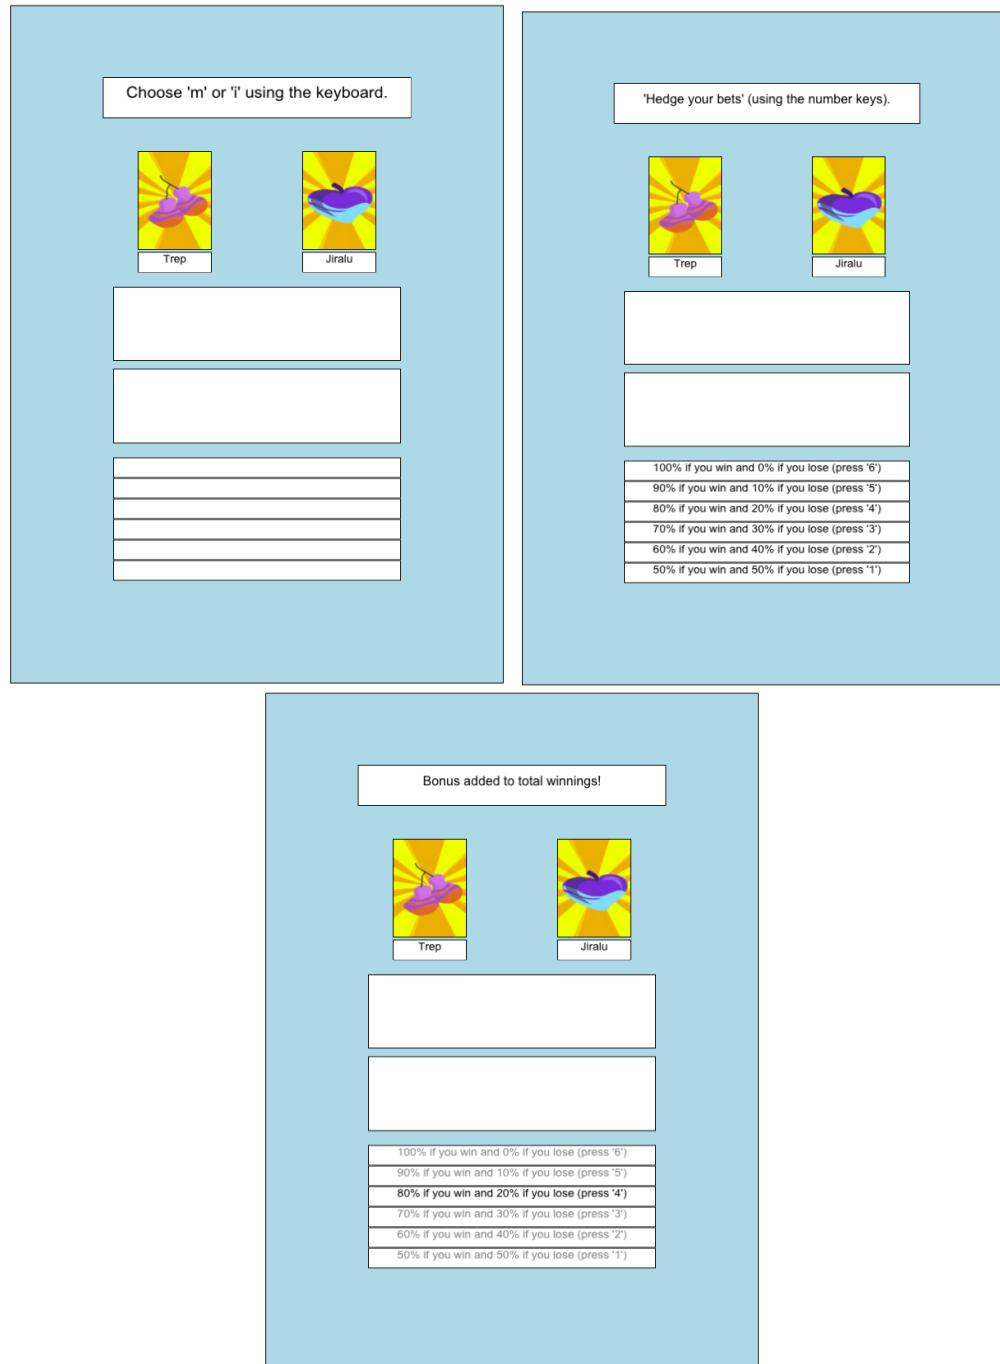 Choose 'm' or 'i' using the keyboard.
Trep
Jiralu
'Hedge your bets' (using the number keys).
Trep
Jiralu
100% if you win and 0% if you lose (press '6')
90% if you win and 10% if you lose (press '5')
80% if you win and 20% if you lose (press '4')
70% if you win and 30% if you lose (press '3')
60% if you win and 40% if you lose (press '2')
50% if you win and 50% if you lose (press '1')
Bonus added to total winnings!
Trep
Jiralu
100% if you win and 0% if you lose (press '6')
90% if you win and 10% if you lose (press '5')
80% if you win and 20% if you lose (press '4')
70% if you win and 30% if you lose (press '3')
60% if you win and 40% if you lose (press '2')
50% if you win and 50% if you lose (press '1')